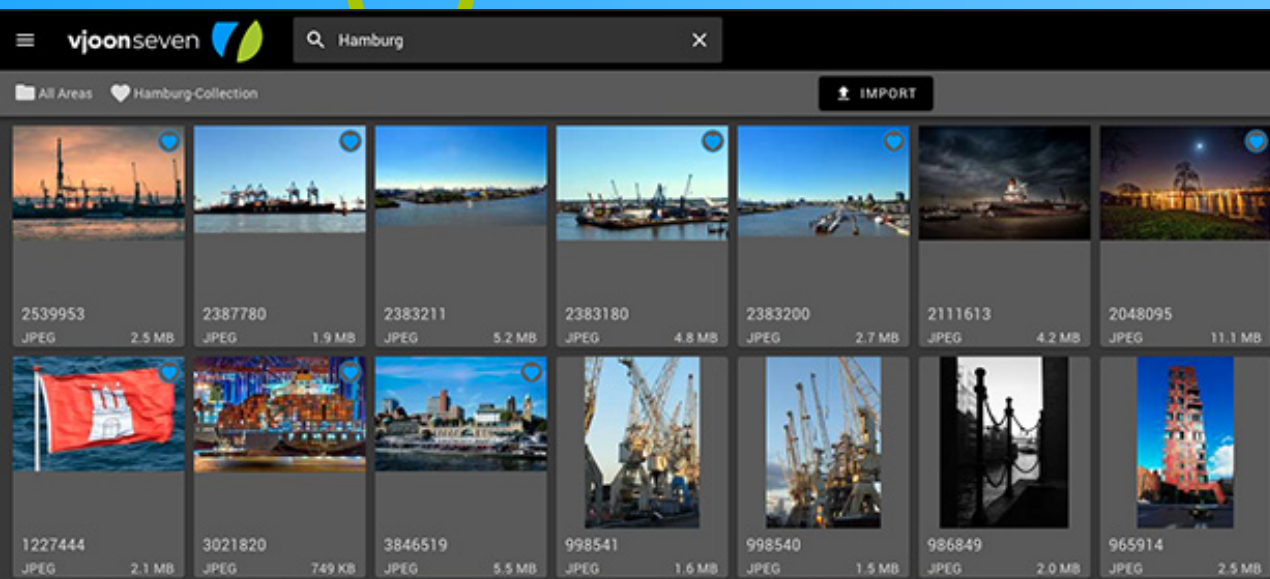 vjoonseven
Hamburg
All Areas Hamburg-Collection IMPORT
2539953 2387780 2383211 2383180 2383200 2111613 2048095
JPEG 2.5 MB JPEG 1.9 MB JPEG 5.2 MB JPEG 4.8 MB JPEG 2.7 MB JPEG 4.2 MB JPEG 11.1 MB
1227444 3021820 3846519 998541 998540 986849 965914
JPEG 2.1 MB JPEG 749 KB JPEG 5.5 MB JPEG 1.6 MB JPEG 1.5 MB JPEG 2.0 MB JPEG 2.5 MB